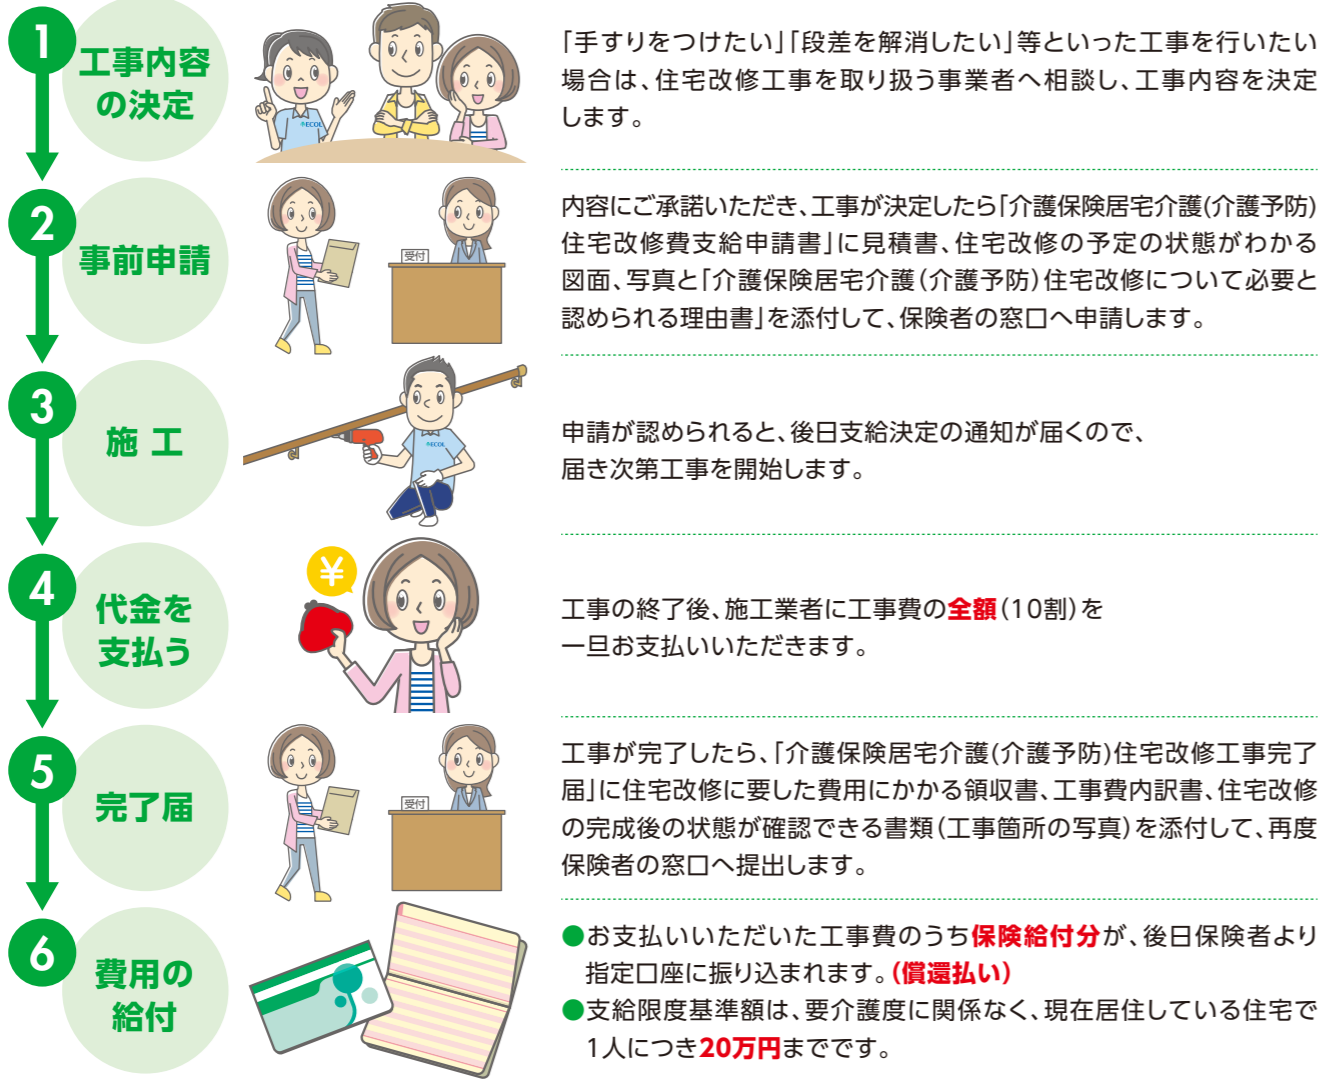 1
工事内容
の決定
ECOL
「手すりをつけたい」「段差を解消したい」等といった工事を行いたい
場合は、住宅改修工事を取り扱う事業者へ相談し、工事内容を決定
します。
2
事前申請
受付
内容にご承諾いただき、工事が決定したら「介護保険居宅介護(介護予防)
住宅改修費支給申請書」に見積書、住宅改修の予定の状態がわかる
図面、写真と「介護保険居宅介護(介護予防)住宅改修について必要と
認められる理由書」を添付して、保険者の窓口へ申請します。
3
施 工
ECOL
申請が認められると、後日支給決定の通知が届くので、
届き次第工事を開始します。
4
代金を
支払う
¥
工事の終了後、施工業者に工事費の全額(10割)を
一旦お支払いいただきます。
5
完了届
受付
工事が完了したら、「介護保険居宅介護(介護予防)住宅改修工事完了
届」に住宅改修に要した費用にかかる領収書、工事費内訳書、住宅改修
の完成後の状態が確認できる書類(工事箇所の写真)を添付して、再度
保険者の窓口へ提出します。
6
費用の
給付
●お支払いいただいた工事費のうち保険給付分が、後日保険者より
指定口座に振り込まれます。(償還払い)
●支給限度基準額は、要介護度に関係なく、現在居住している住宅で
1人につき20万円までです。